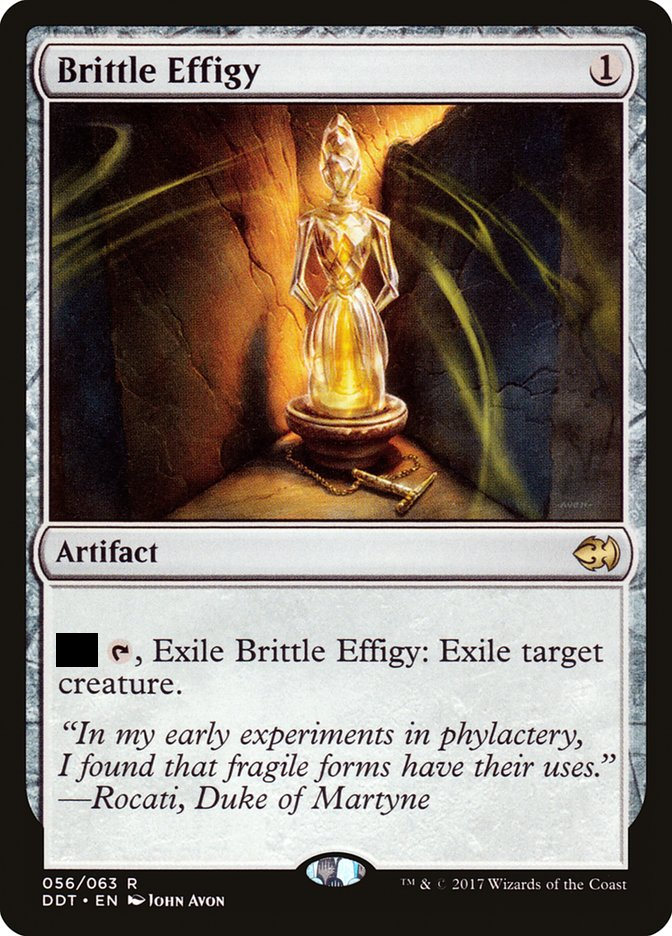 Brittle Effigy 1
AVON-
Artifact
, Exile Brittle Effigy: Exile target
creature.
“In my early experiments in phylactery,
I found that fragile forms have their uses.”
—Rocati, Duke of Martyne
056/063 R
DDT • EN John Avon ™ & © 2017 Wizards of the Coast